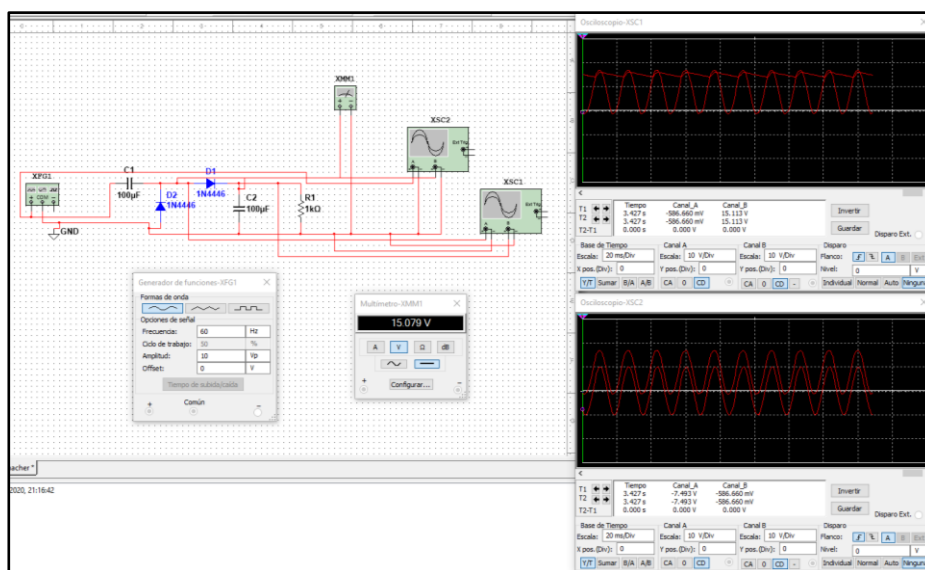 Osciloscopio-XSC1
XMM1
XSC2
Ext Trig
A B
XFG1
C1
100µF
D1
1N4446
D2
1N4446
C2
100µF
R1
1kΩ
XSC1
Ext Trig
A B
GND
T1
T2
T2-T1
Tiempo Canal_A Canal_B
3.427 s -586.660 mV 15.113 V
3.427 s -586.660 mV 15.113 V
0.000 s 0.000 V 0.000 V
Invertir
Guardar
Disparo Ext.
Base de Tiempo Canal A Canal B Disparo
Escala: 20 ms/Div Escala: 10 V/Div Escala: 10 V/Div Flanco: A B Ext
X pos.(Div): 0 Y pos.(Div): 0 Y pos.(Div): 0 Nivel: 0 V
Y/T Sumar B/A A/B CA 0 CD CA 0 CD - Individual Normal Auto Ninguno
Generador de funciones-XFG1
Formas de onda
Opciones de señal
Frecuencia: 60 Hz
Ciclo de trabajo: 50 %
Amplitud: 10 Vp
Offset: 0 V
Tiempo de subida/caída
+ Común -
Multímetro-XMM1
15.079 V
A V Ω dB
+ Configurar... -
Osciloscopio-XSC2
T1
T2
T2-T1
Tiempo Canal_A Canal_B
3.427 s -7.493 V -586.660 mV
3.427 s -7.493 V -586.660 mV
0.000 s 0.000 V 0.000 V
Invertir
Guardar
Disparo Ext.
Base de Tiempo Canal A Canal B Disparo
Escala: 20 ms/Div Escala: 10 V/Div Escala: 10 V/Div Flanco: A B Ext
X pos.(Div): 0 Y pos.(Div): 0 Y pos.(Div): 0 Nivel: 0 V
Y/T Sumar B/A A/B CA 0 CD CA 0 CD - Individual Normal Auto Ninguno
acher *
2020, 21:16:42